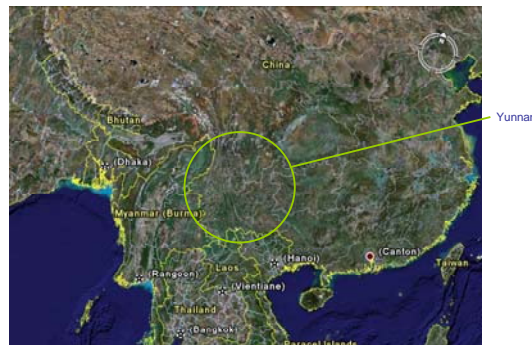 China
Yunnan
Bhutan
(Dhaka)
Myanmar (Burma)
(Canton)
(Hanoi)
Taiwan
Laos
(Rangoon)
(Vientiane)
Thailand
(Bangkok)
Paracel Islands